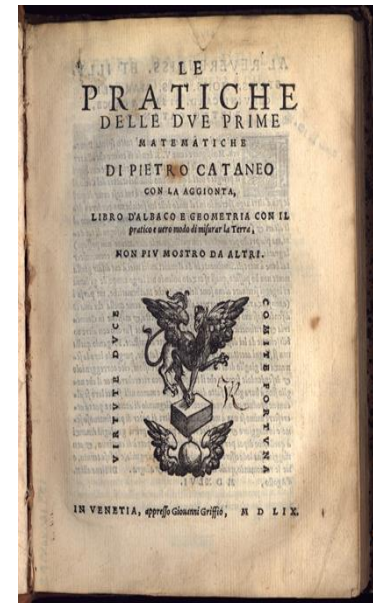 LE
PRATICHE
DELLE DVE PRIME
MATEMATICHE
DI PIETRO CATANEO
CON LA AGGIONTA,
LIBRO D'ALBACO E GEOMETRIA CON IL
pratico e uero modo di misurar la Terra,
NON PIV MOSTRO DA ALTRI.
VIRTVTE DVCE
COMITE FORTVNA
IN VENETIA, appresso Giouanni Griffio, M D LIX.